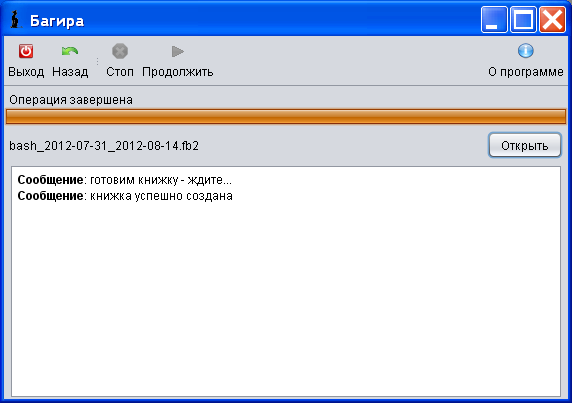 Багира
Выход Назад Стоп Продолжить О программе
Операция завершена
bash_2012-07-31_2012-08-14.fb2 Открыть
Сообщение: готовим книжку - ждите...
Сообщение: книжка успешно создана